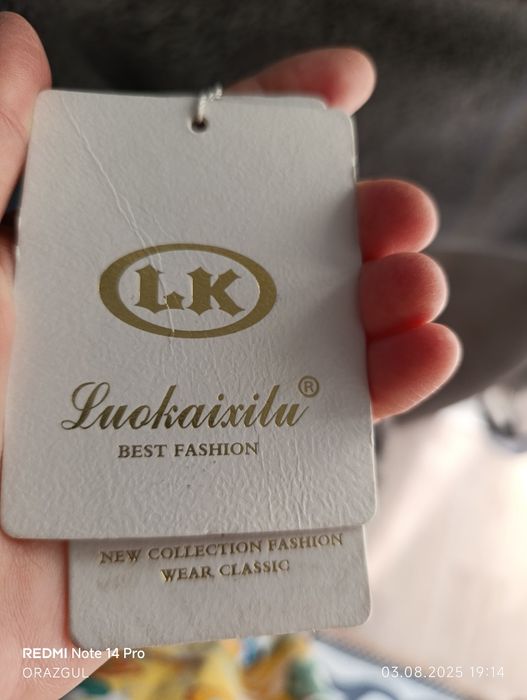 LK
Luokaixilu®
BEST FASHION
NEW COLLECTION FASHION
WEAR CLASSIC
REDMI Note 14 Pro
ORAZGUL
03.08.2025 19:14